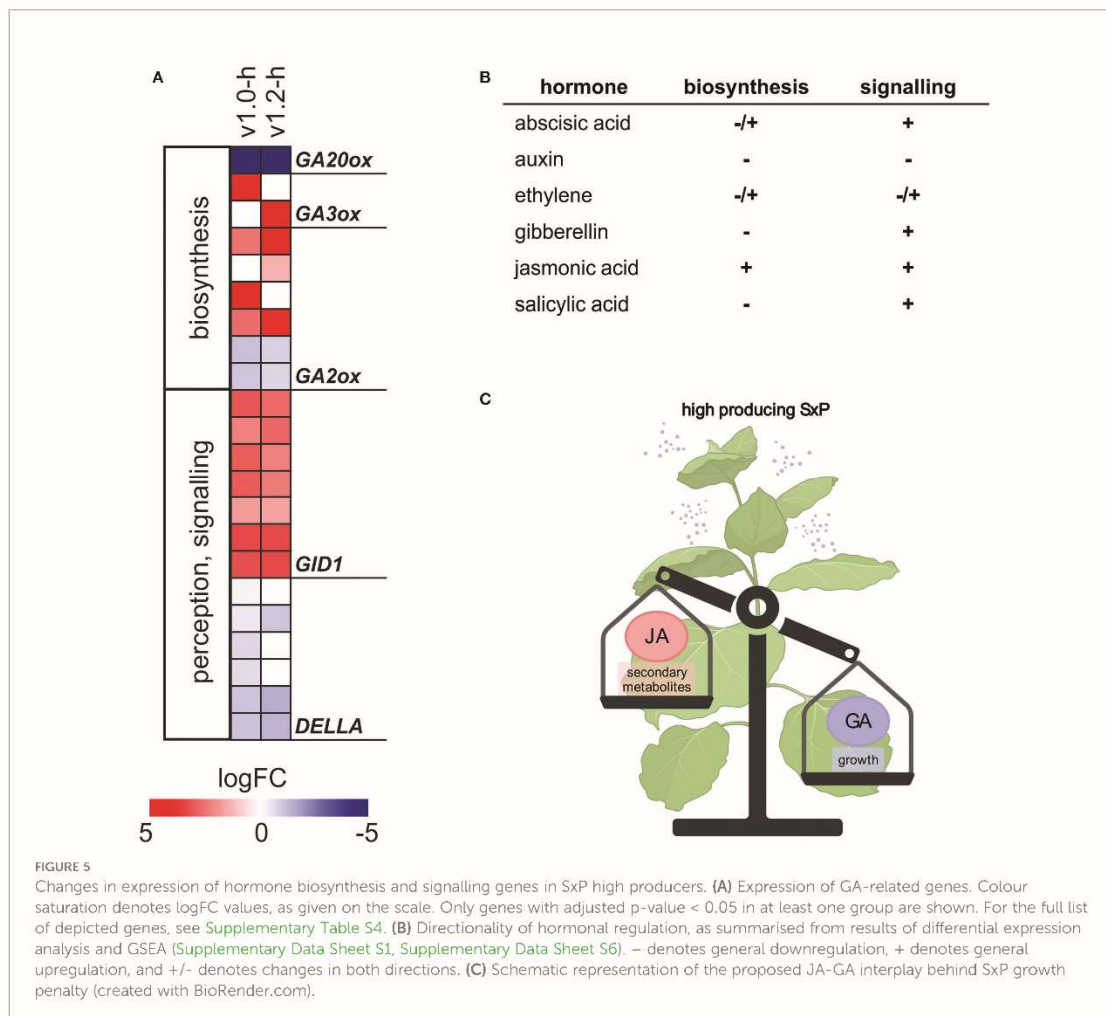 A
v1.0-h
v1.2-h
biosynthesis
perception, signalling
GA20ox
GA3ox
GA2ox
GID1
DELLA
logFC
5 0 -5
B
hormone biosynthesis signalling
abscisic acid -/+ +
auxin - -
ethylene -/+ -/+
gibberellin - +
jasmonic acid + +
salicylic acid - +
C
high producing SxP
JA
secondary
metabolites
GA
growth
FIGURE 5
Changes in expression of hormone biosynthesis and signalling genes in SxP high producers. (A) Expression of GA-related genes. Colour
saturation denotes logFC values, as given on the scale. Only genes with adjusted p-value < 0.05 in at least one group are shown. For the full list
of depicted genes, see Supplementary Table S4. (B) Directionality of hormonal regulation, as summarised from results of differential expression
analysis and GSEA (Supplementary Data Sheet S1, Supplementary Data Sheet S6). – denotes general downregulation, + denotes general
upregulation, and +/- denotes changes in both directions. (C) Schematic representation of the proposed JA-GA interplay behind SxP growth
penalty (created with BioRender.com).